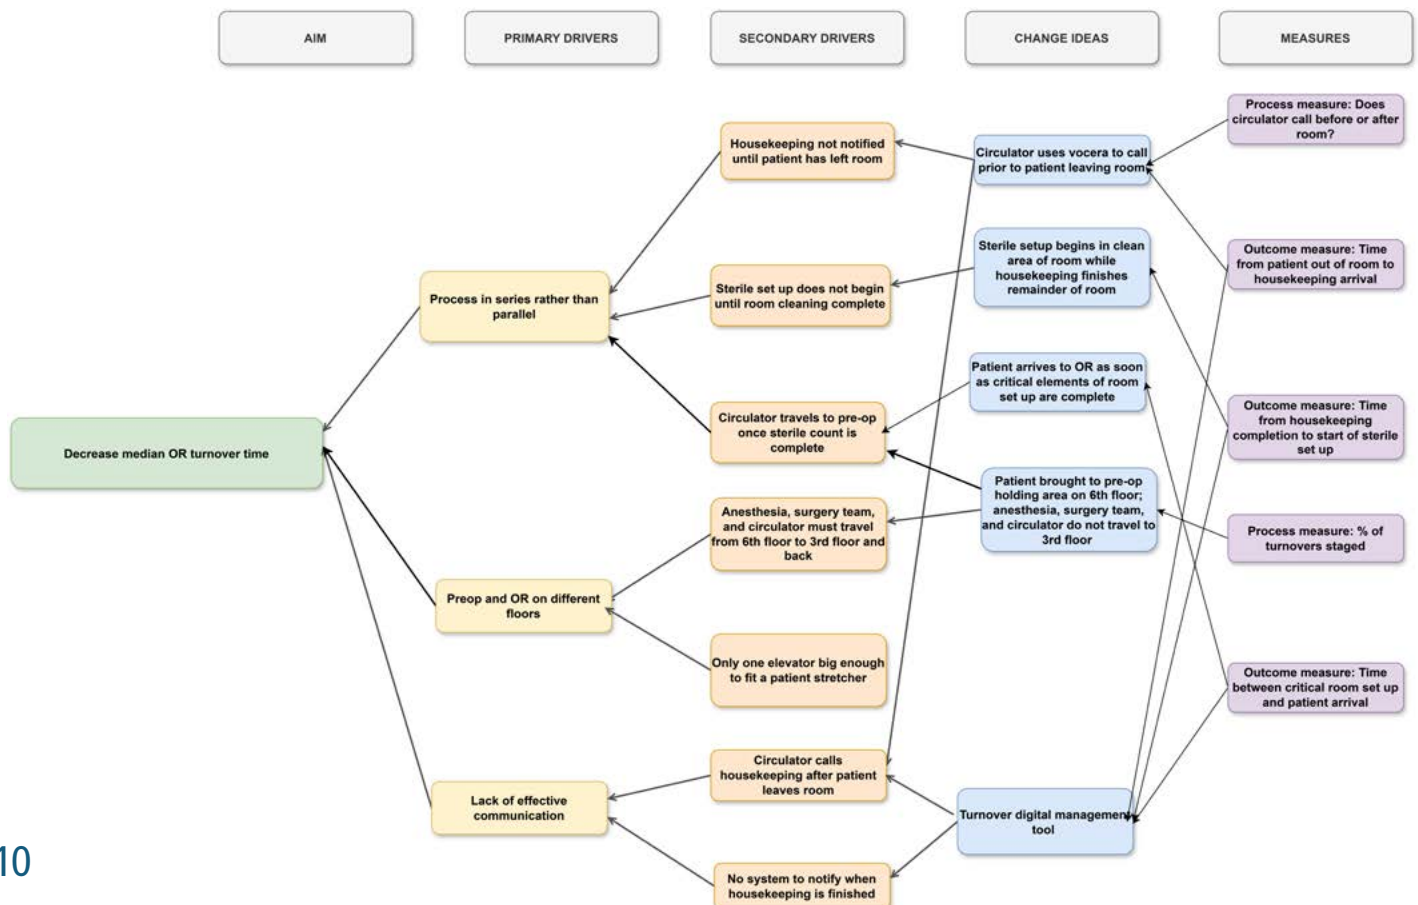 AIM
PRIMARY DRIVERS
SECONDARY DRIVERS
CHANGE IDEAS
MEASURES
Decrease median OR turnover time
Process in series rather than
parallel
Preop and OR on different
floors
Lack of effective
communication
Housekeeping not notified
until patient has left room
Sterile set up does not begin
until room cleaning complete
Circulator travels to pre-op
once sterile count is
complete
Anesthesia, surgery team,
and circulator must travel
from 6th floor to 3rd floor and
back
Only one elevator big enough
to fit a patient stretcher
Circulator calls
housekeeping after patient
leaves room
No system to notify when
housekeeping is finished
Circulator uses vocera to call
prior to patient leaving room
Sterile setup begins in clean
area of room while
housekeeping finishes
remainder of room
Patient arrives to OR as soon
as critical elements of room
set up are complete
Patient brought to pre-op
holding area on 6th floor;
anesthesia, surgery team,
and circulator do not travel to
3rd floor
Turnover digital management
tool
Process measure: Does
circulator call before or after
room?
Outcome measure: Time
from patient out of room to
housekeeping arrival
Outcome measure: Time
from housekeeping
completion to start of sterile
set up
Process measure: % of
turnovers staged
Outcome measure: Time
between critical room set up
and patient arrival
10